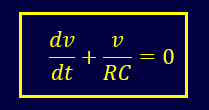 dv/dt + v/RC = 0